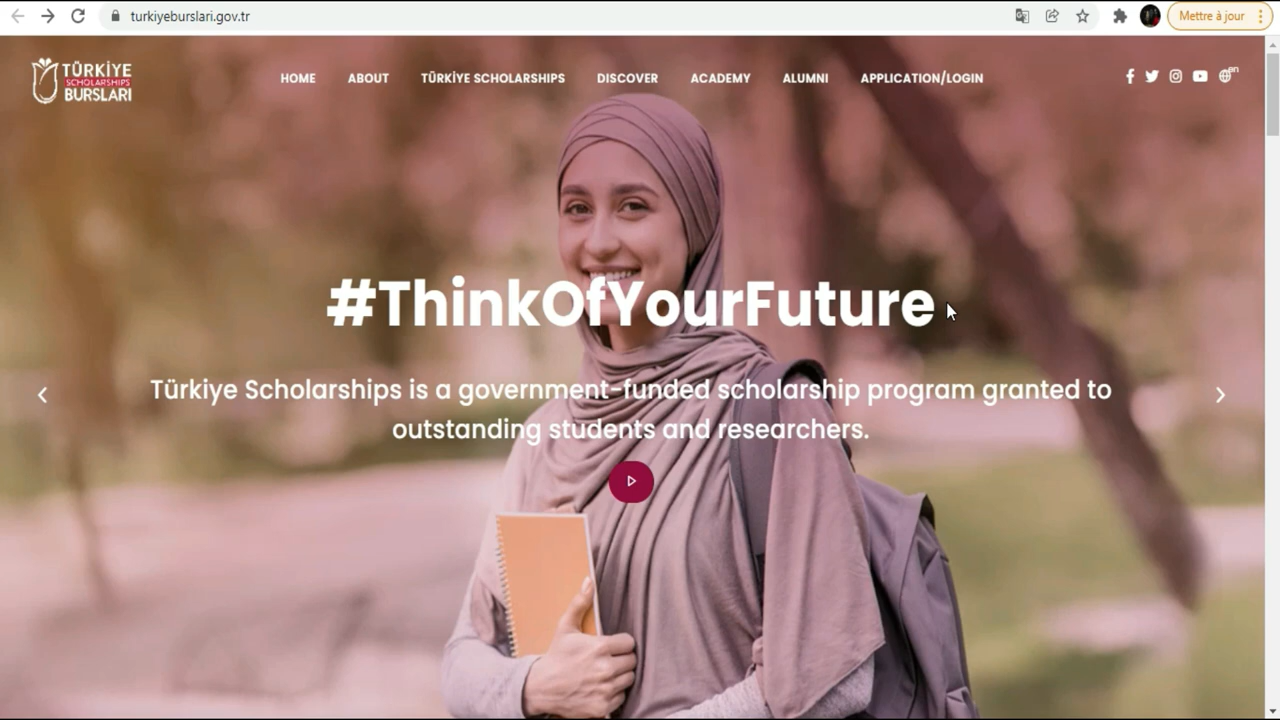 turkiyeburslari.gov.tr
Mettre à jour
TÜRKİYE
SCHOLARSHIPS
BURSLARI
HOME
ABOUT
TÜRKİYE SCHOLARSHIPS
DISCOVER
ACADEMY
ALUMNI
APPLICATION/LOGIN
en
#ThinkOfYourFuture
Türkiye Scholarships is a government-funded scholarship program granted to
outstanding students and researchers.